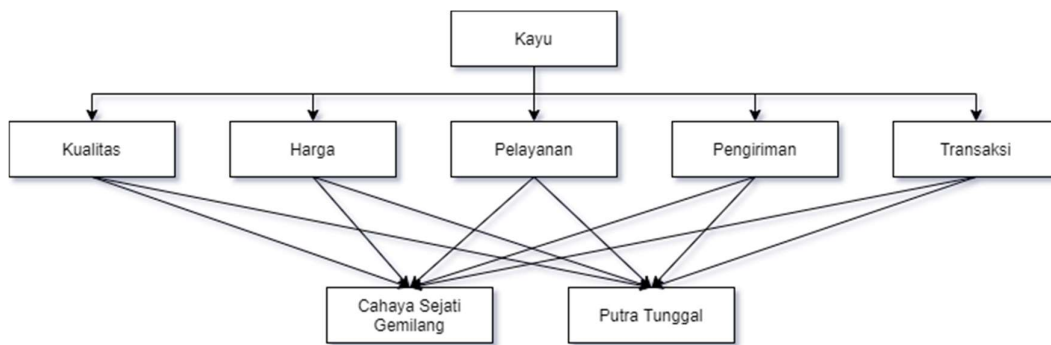 Kayu
Kualitas
Harga
Pelayanan
Pengiriman
Transaksi
Cahaya Sejati
Gemilang
Putra Tunggal